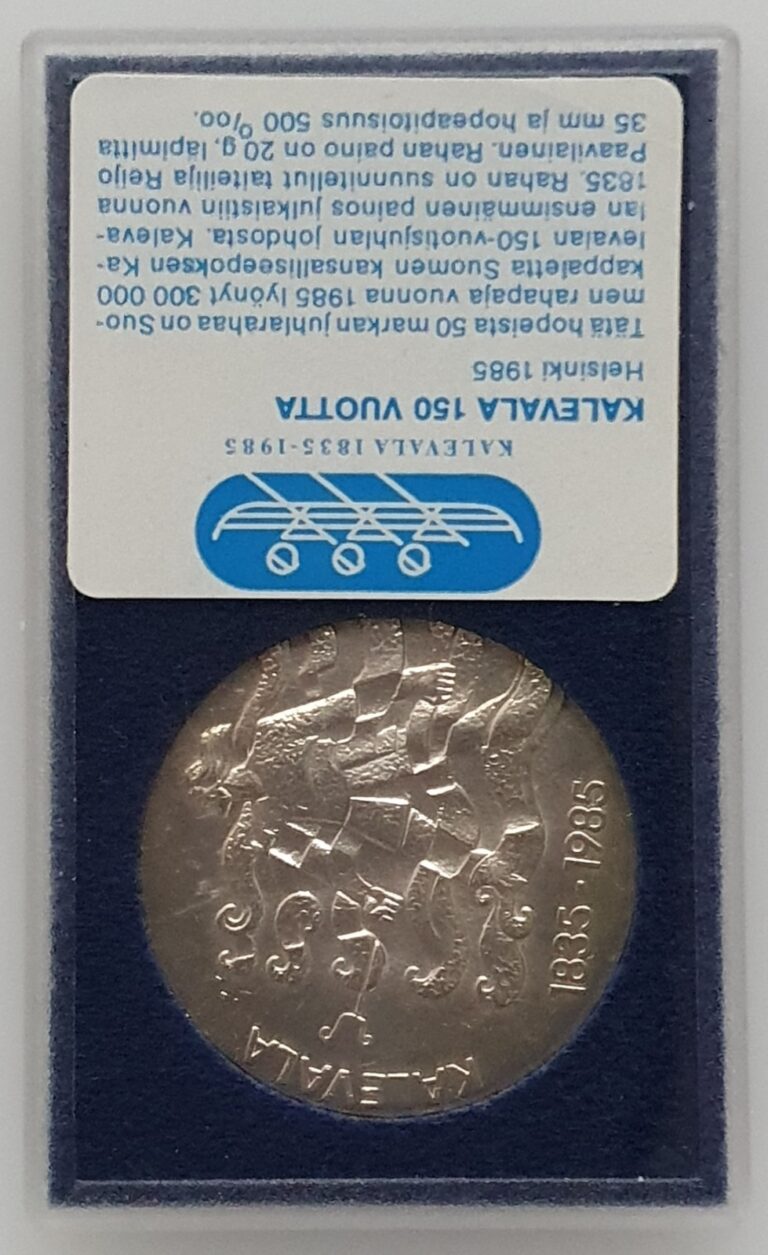 KALEVALA 1835-1985
KALEVALA 150 VUOTTA
Helsinki 1985
Tätä hopeista 50 markan juhlarahaa on Suo-
men rahapaja vuonna 1985 lyönyt 300 000
kappaletta Suomen kansalliseepoksen Ka-
levalan 150-vuotisjuhlan johdosta. Kaleva-
lan ensimmäinen painos julkaistiin vuonna
1835. Rahan on suunnitellut taiteilija Reijo
Paavilainen. Rahan paino on 20 g, läpimitta
35 mm ja hopeapitoisuus 500 º/oo.
KALEVALA
1835·1985